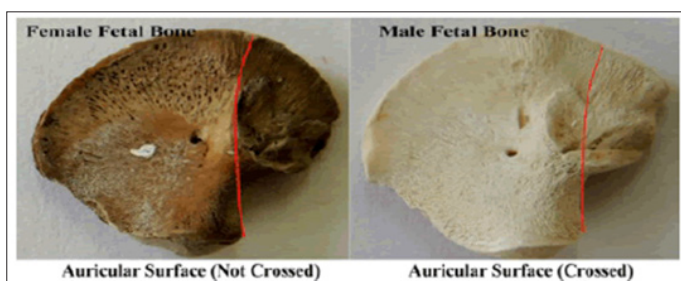 Female Fetal Bone
Male Fetal Bone
Auricular Surface (Not Crossed)
Auricular Surface (Crossed)